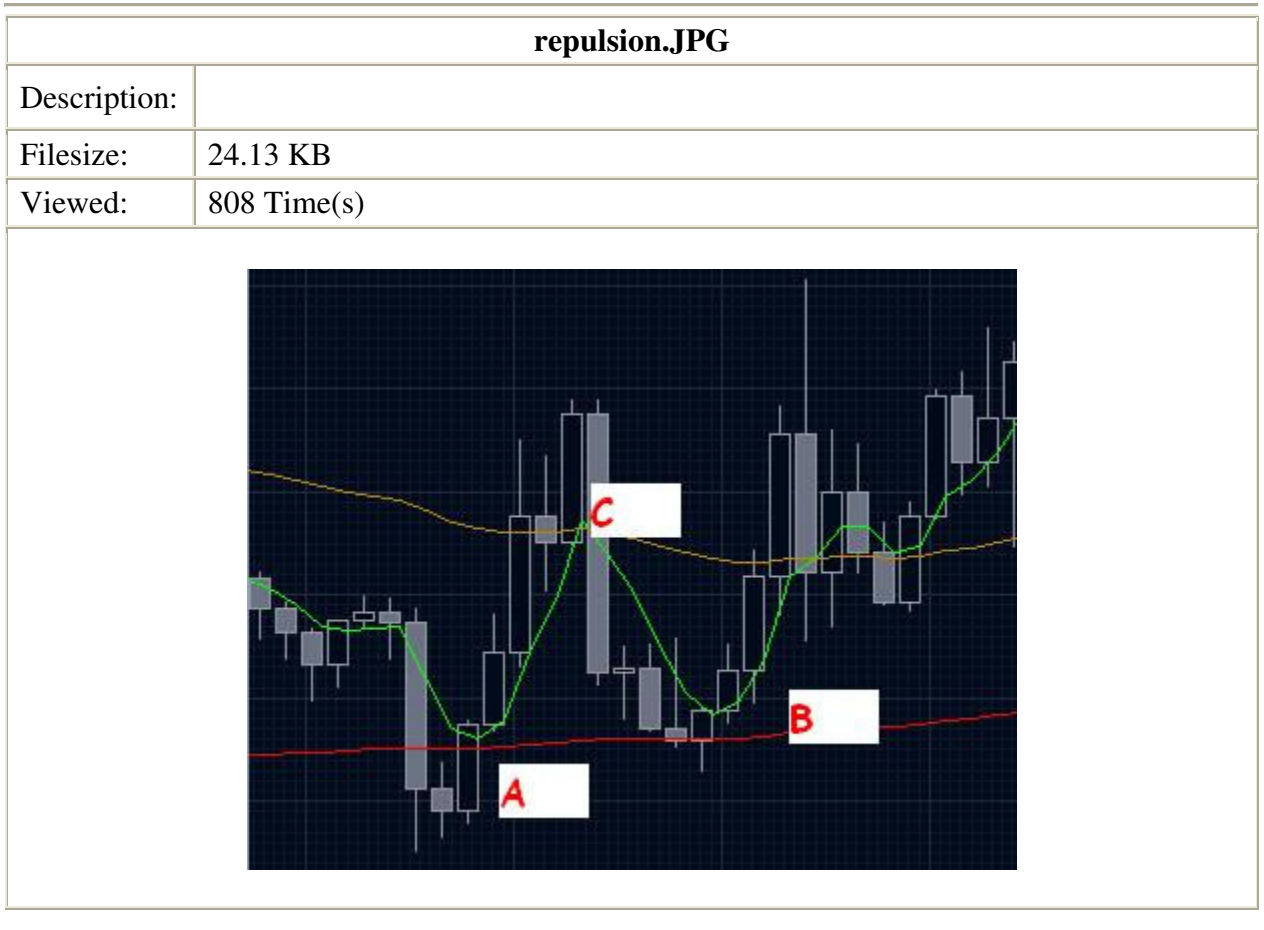 repulsion.JPG
Description:
Filesize: 24.13 KB
Viewed: 808 Time(s)
C
B
A